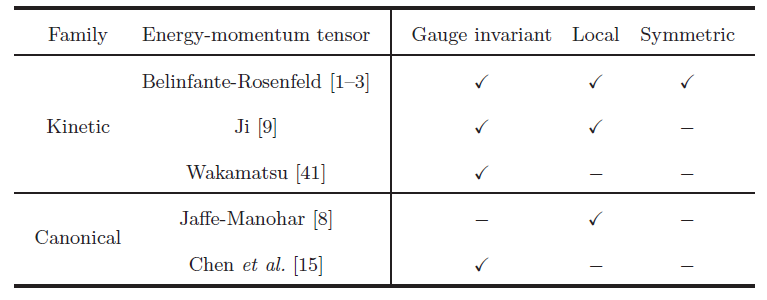 Family Energy-momentum tensor Gauge invariant Local Symmetric
Belinfante-Rosenfeld [1–3] ✓ ✓ ✓
Kinetic Ji [9] ✓ ✓ –
Wakamatsu [41] ✓ – –
Jaffe-Manohar [8] – ✓ –
Canonical
Chen et al. [15] ✓ – –